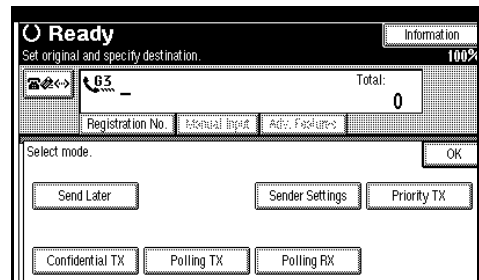 Ready
Information
Set original and specify destination.
100%
G3 _
Total:
0
Registration No. Manual Input Adv. Features
Select mode.
OK
Send Later Sender Settings Priority TX
Confidential TX Polling TX Polling RX